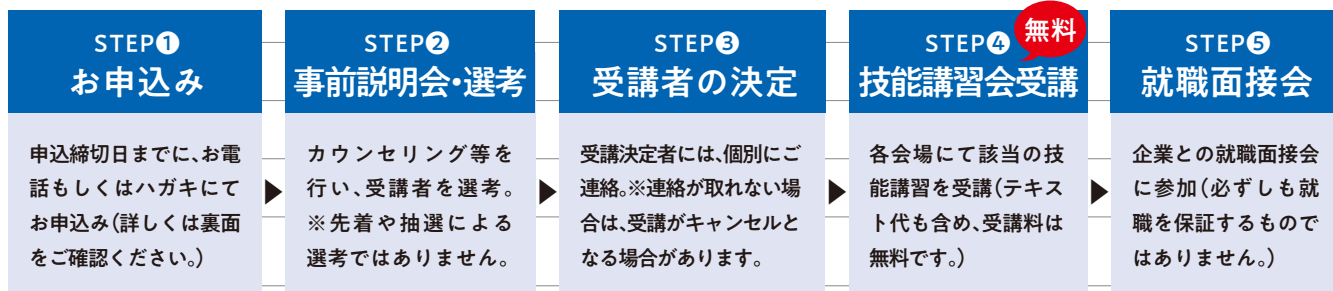 STEP❶
お申込み
申込締切日までに、お電
話もしくはハガキにて
お申込み(詳しくは裏面
をご確認ください。)
▶
STEP❷
事前説明会・選考
カウンセリング等を
行い、受講者を選考。
※先着や抽選による
選考ではありません。
▶
STEP❸
受講者の決定
受講決定者には、個別にご
連絡。※連絡が取れない場
合は、受講がキャンセルと
なる場合があります。
▶
STEP❹
無料
技能講習会受講
各会場にて該当の技
能講習を受講(テキス
ト代も含め、受講料は
無料です。)
▶
STEP❺
就職面接会
企業との就職面接会
に参加(必ずしも就
職を保証するもので
はありません。)